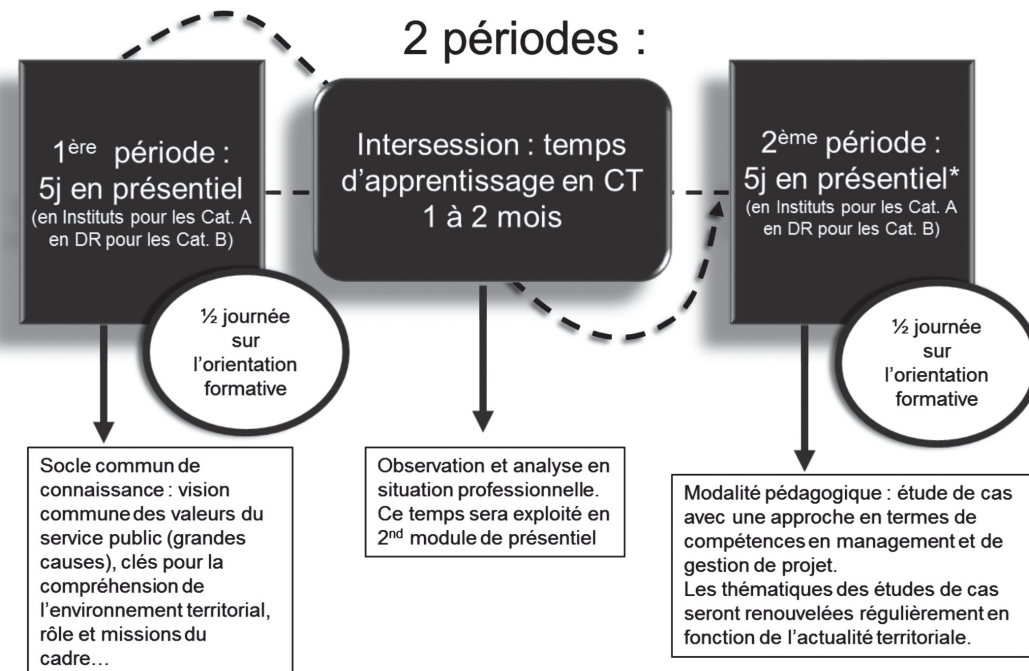 2 périodes :
1ère période :
5j en présentiel
(en Instituts pour les Cat. A
en DR pour les Cat. B)
½ journée
sur
l'orientation
formative
Socle commun de
connaissance : vision
commune des valeurs du
service public (grandes
causes), clés pour la
compréhension de
l'environnement territorial,
rôle et missions du
cadre…
Intersession : temps
d'apprentissage en CT
1 à 2 mois
Observation et analyse en
situation professionnelle.
Ce temps sera exploité en
2nd module de présentiel
2ème période :
5j en présentiel*
(en Instituts pour les Cat. A
en DR pour les Cat. B)
½ journée
sur
l'orientation
formative
Modalité pédagogique : étude de cas
avec une approche en termes de
compétences en management et de
gestion de projet.
Les thématiques des études de cas
seront renouvelées régulièrement en
fonction de l'actualité territoriale.